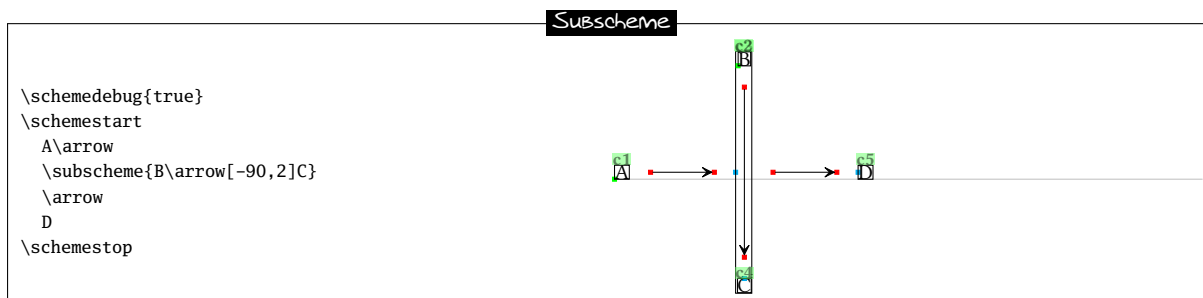 Subscheme
\schemedebug{true}
\schemestart
A\arrow
\subscheme{B\arrow[-90,2]C}
\arrow
D
\schemestop
c2
B
c1
A
c5
D
c4
C